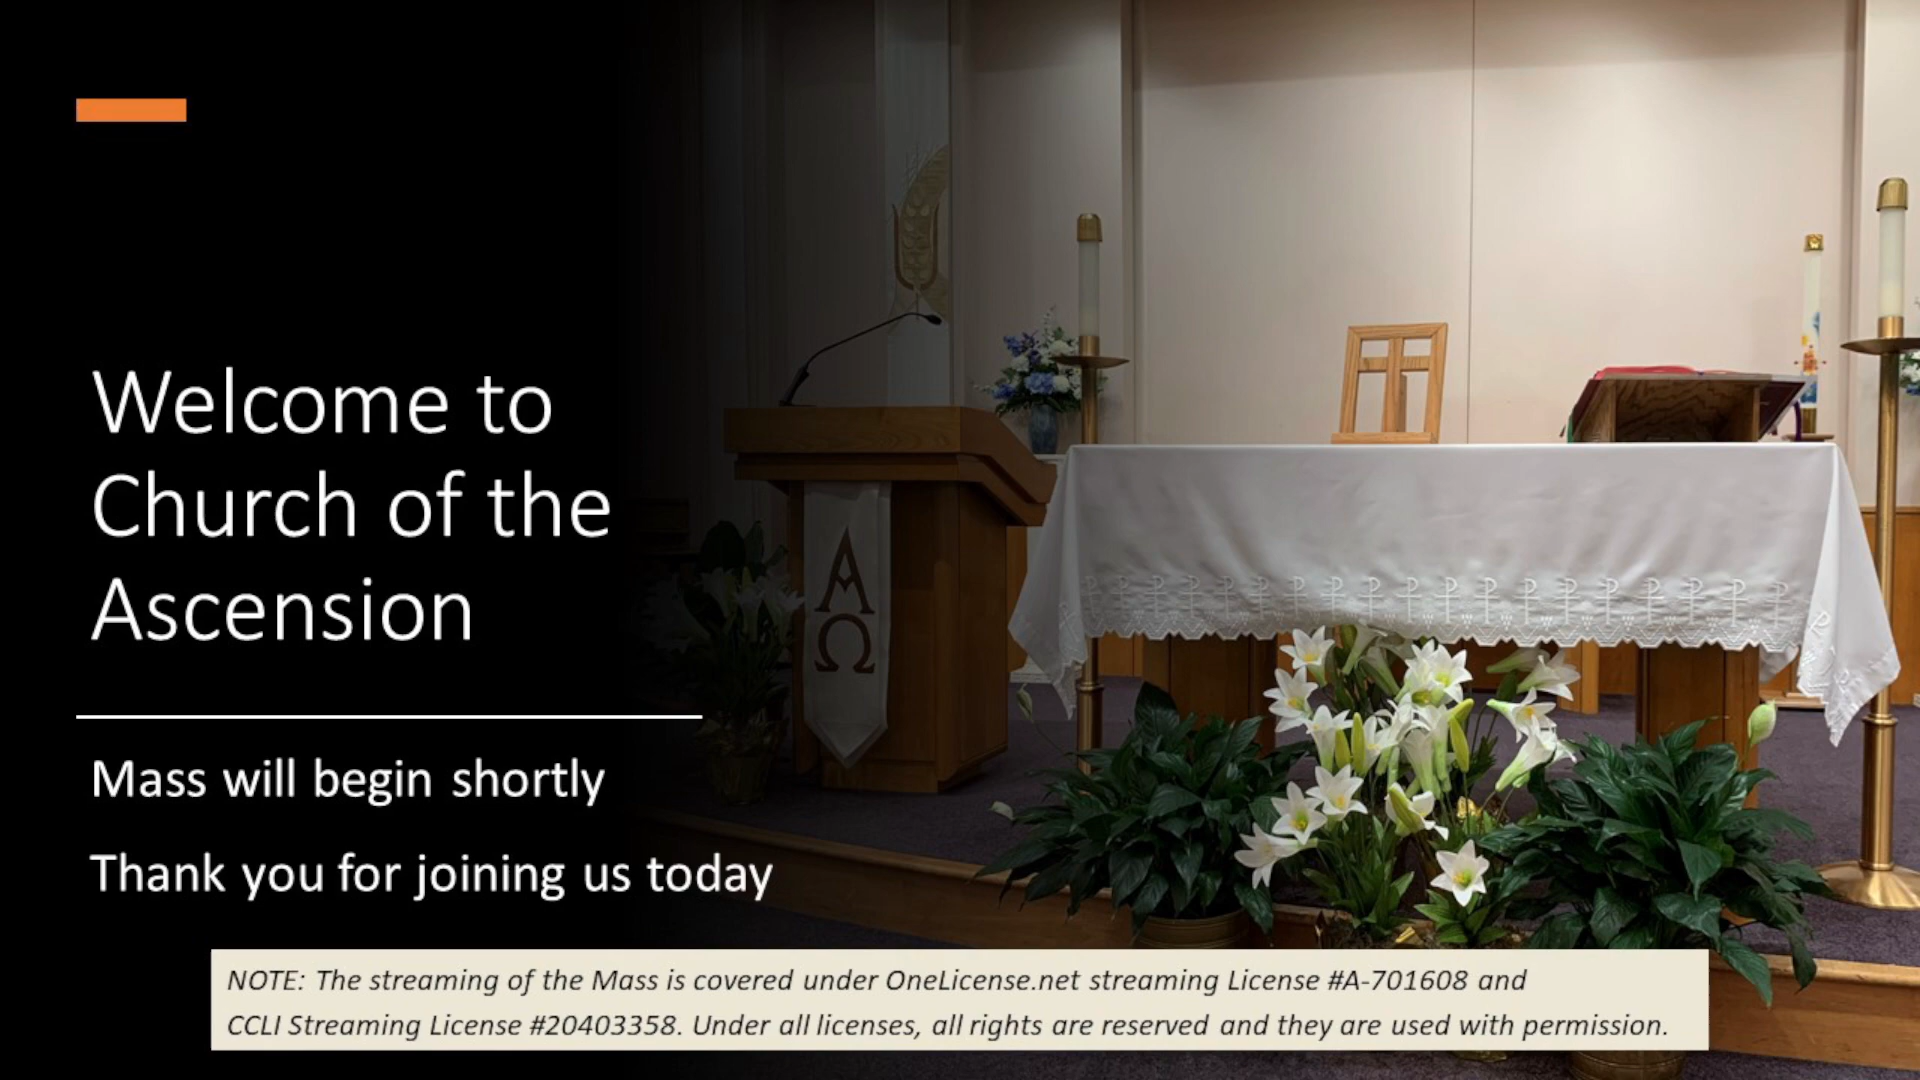 Welcome to
Church of the
Ascension
Mass will begin shortly
Thank you for joining us today
ΑΩ
NOTE: The streaming of the Mass is covered under OneLicense.net streaming License #A-701608 and
CCLI Streaming License #20403358. Under all licenses, all rights are reserved and they are used with permission.